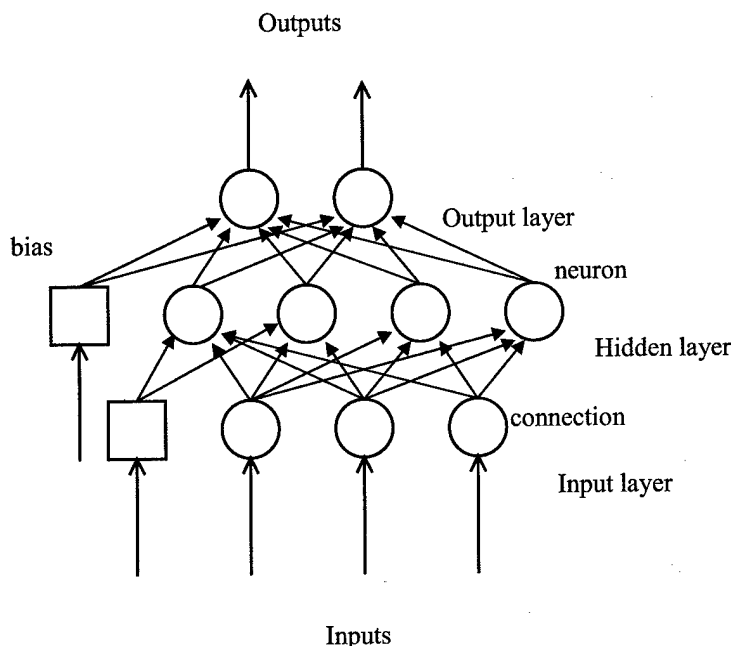 Outputs
Output layer
bias
neuron
Hidden layer
connection
Input layer
Inputs